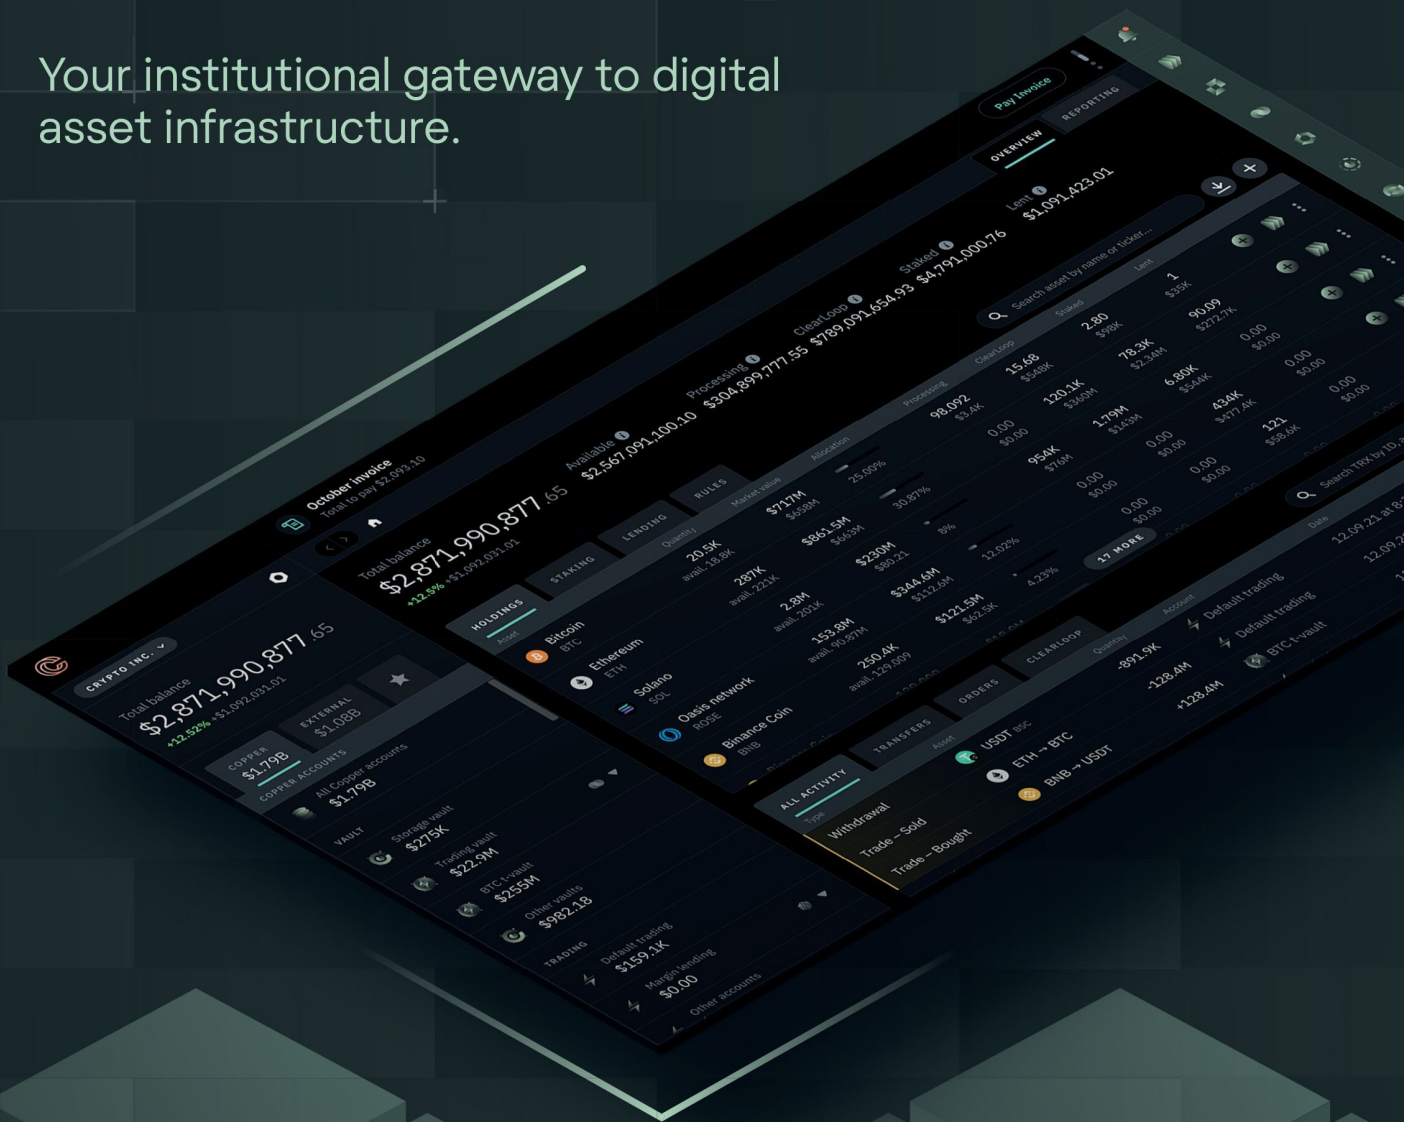 Your institutional gateway to digital
asset infrastructure.
October invoice
Total to pay $2,093.10
Pay Invoice
OVERVIEW
REPORTING
CRYPTO INC.
Total balance
$2,871,990,877.65
+12.52% +$1,092,031.01
COPPER
$1.79B
EXTERNAL
$1.08B
COPPER ACCOUNTS
All Copper accounts
$1.79B
VAULT
Storage vault
$275K
Trading vault
$22.9M
BTC t-vault
$255M
Other vaults
$982.18
TRADING
Default trading
$159.1K
Margin lending
$0.00
Other accounts
Total balance
$2,871,990,877.65
+12.5% +$1,092,031.01
Available
$2,567,091,100.10
Processing
$304,899,777.55
ClearLoop
$789,091,654.93
Staked
$4,791,000.76
Lent
$1,091,423.01
HOLDINGS
STAKING
LENDING
RULES
Search asset by name or ticker...
Asset Quantity Market value Allocation Processing ClearLoop Staked Lent
Bitcoin 20.5K $717M 98.092 15.68 2.80 1
BTC avail. 18.8K $658M 25.00% $3.4K $548K $98K $35K
Ethereum 287K $861.5M 0.00 120.1K 78.3K 90.09
ETH avail. 221K $663M 30.87% $0.00 $360M $2.34M $272.7K
Solano 2.8M $230M 954K 1.79M 6.80K 0.00
SOL avail. 201K $80.21 8% $76M $143M $544K $0.00
Oasis network 153.8M $344.6M 0.00 0.00 434K 0.00
ROSE avail. 90.87M $112.6M 12.02% $0.00 $0.00 $477.4K $0.00
Binance Coin 250.4K $121.5M 0.00 0.00 121 0.00
BNB avail. 129.009 $62.5K 4.23% $0.00 $0.00 $58.6K $0.00
17 MORE
ALL ACTIVITY
TRANSFERS
ORDERS
CLEARLOOP
Search TRX by ID,
Type Asset Quantity Account Date
Withdrawal USDT BSC -891.9K Default trading 12.09.21 at
Trade – Sold ETH → BTC -128.4M Default trading
Trade – Bought BNB → USDT +128.4M BTC t-vault